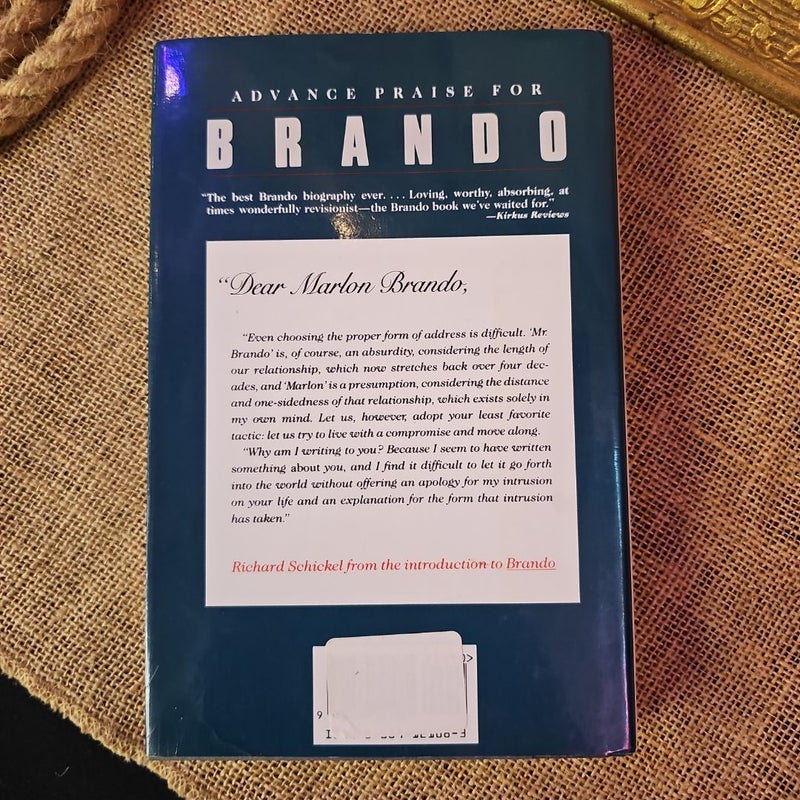 ADVANCE PRAISE FOR
BRANDO
"The best Brando biography ever. . . . Loving, worthy, absorbing, at
times wonderfully revisionist—the Brando book we've waited for."
—Kirkus Reviews
"Dear Marlon Brando,
"Even choosing the proper form of address is difficult. 'Mr.
Brando' is, of course, an absurdity, considering the length of
our relationship, which now stretches back over four dec-
ades, and 'Marlon' is a presumption, considering the distance
and one-sidedness of that relationship, which exists solely in
my own mind. Let us, however, adopt your least favorite
tactic: let us try to live with a compromise and move along.
"Why am I writing to you? Because I seem to have written
something about you, and I find it difficult to let it go forth
into the world without offering an apology for my intrusion
on your life and an explanation for the form that intrusion
has taken."
Richard Schickel from the introduction to Brando
9